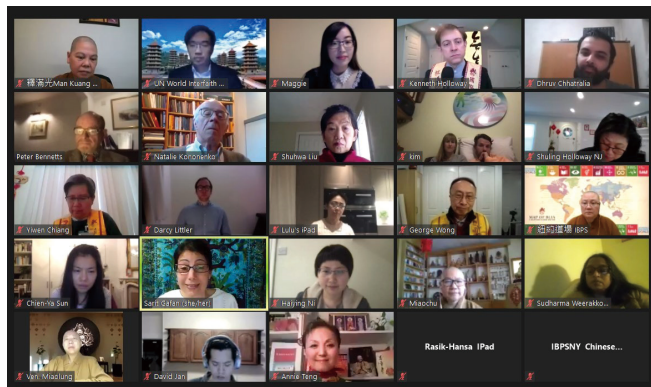 釋滿光Man Kuang ...
UN World Interfaith ...
Maggie
Kenneth Holloway
Dhruv Chhatralia
Peter Bennetts
Natalie Kononenko
Shuhwa Liu
kim
Shuling Holloway NJ
Yiwen Chiang
Darcy Littler
Lulu's iPad
George Wong
IBPS
Chien-Ya Sun
(she/her)
Haijing Ni
Miaochu
Sudharma Weerakko...
Ven. Miaolung
David Jan
Annie Teng
Rasik-Hansa IPad
IBPSNY Chinese...